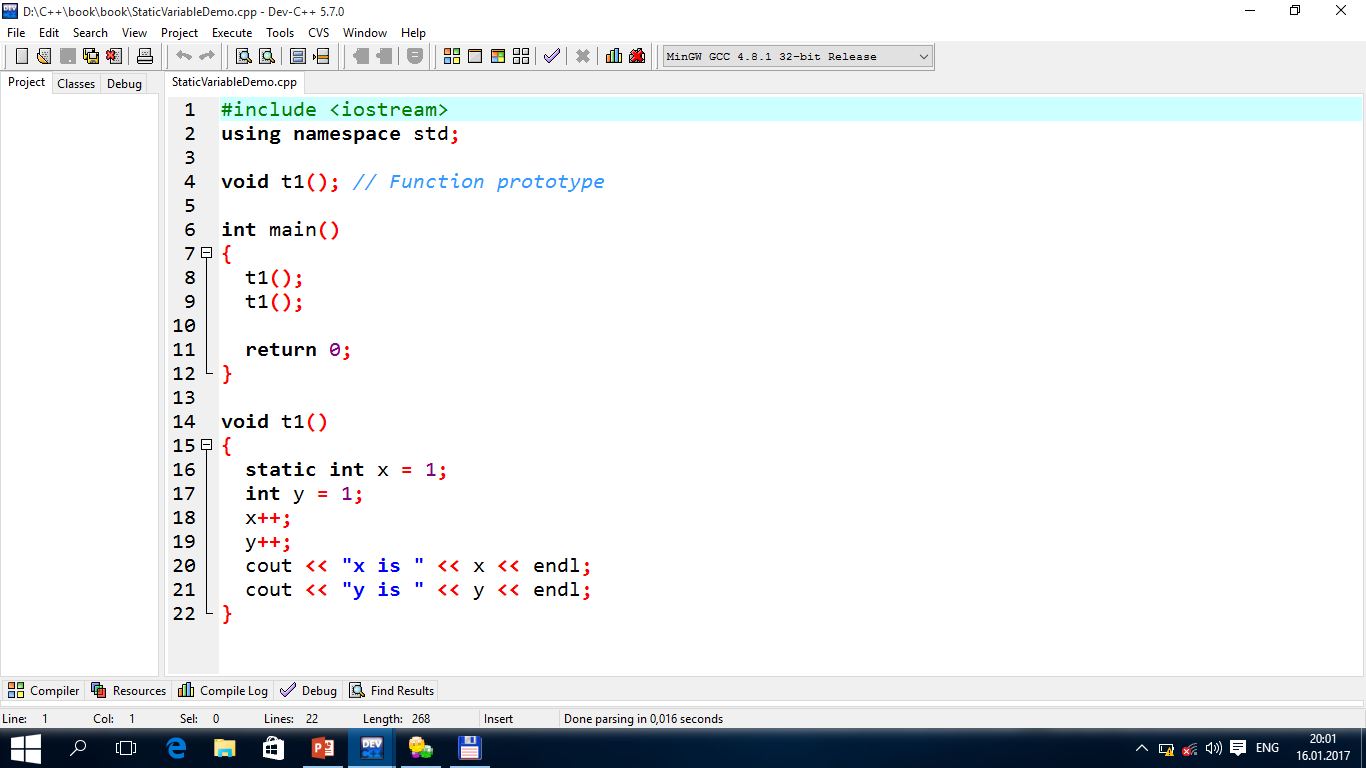 D:\C++\book\book\StaticVariableDemo.cpp - Dev-C++ 5.7.0
File Edit Search View Project Execute Tools CVS Window Help
MinGW GCC 4.8.1 32-bit Release
Project Classes Debug
StaticVariableDemo.cpp
1 #include <iostream>
2 using namespace std;
3
4 void t1(); // Function prototype
5
6 int main()
7 {
8 t1();
9 t1();
10
11 return 0;
12 }
13
14 void t1()
15 {
16 static int x = 1;
17 int y = 1;
18 x++;
19 y++;
20 cout << "x is " << x << endl;
21 cout << "y is " << y << endl;
22 }
Compiler Resources Compile Log Debug Find Results
Line: 1 Col: 1 Sel: 0 Lines: 22 Length: 268 Insert Done parsing in 0,016 seconds
DEV C++
ENG
20:01
16.01.2017